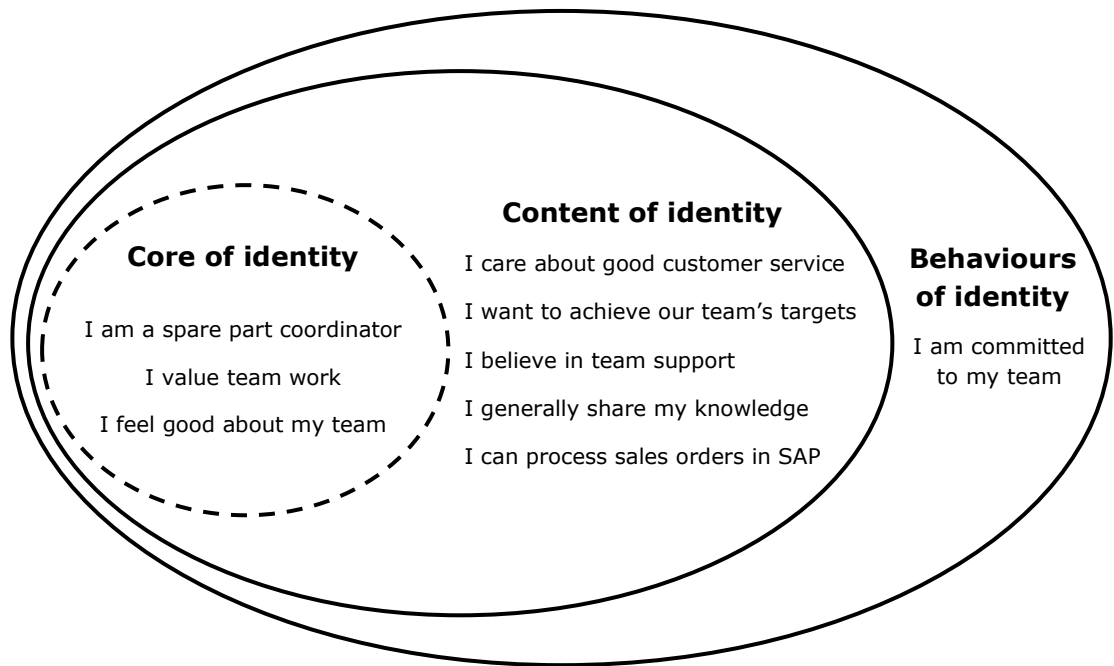 Core of identity
I am a spare part coordinator
I value team work
I feel good about my team
Content of identity
I care about good customer service
I want to achieve our team’s targets
I believe in team support
I generally share my knowledge
I can process sales orders in SAP
Behaviours
of identity
I am committed
to my team